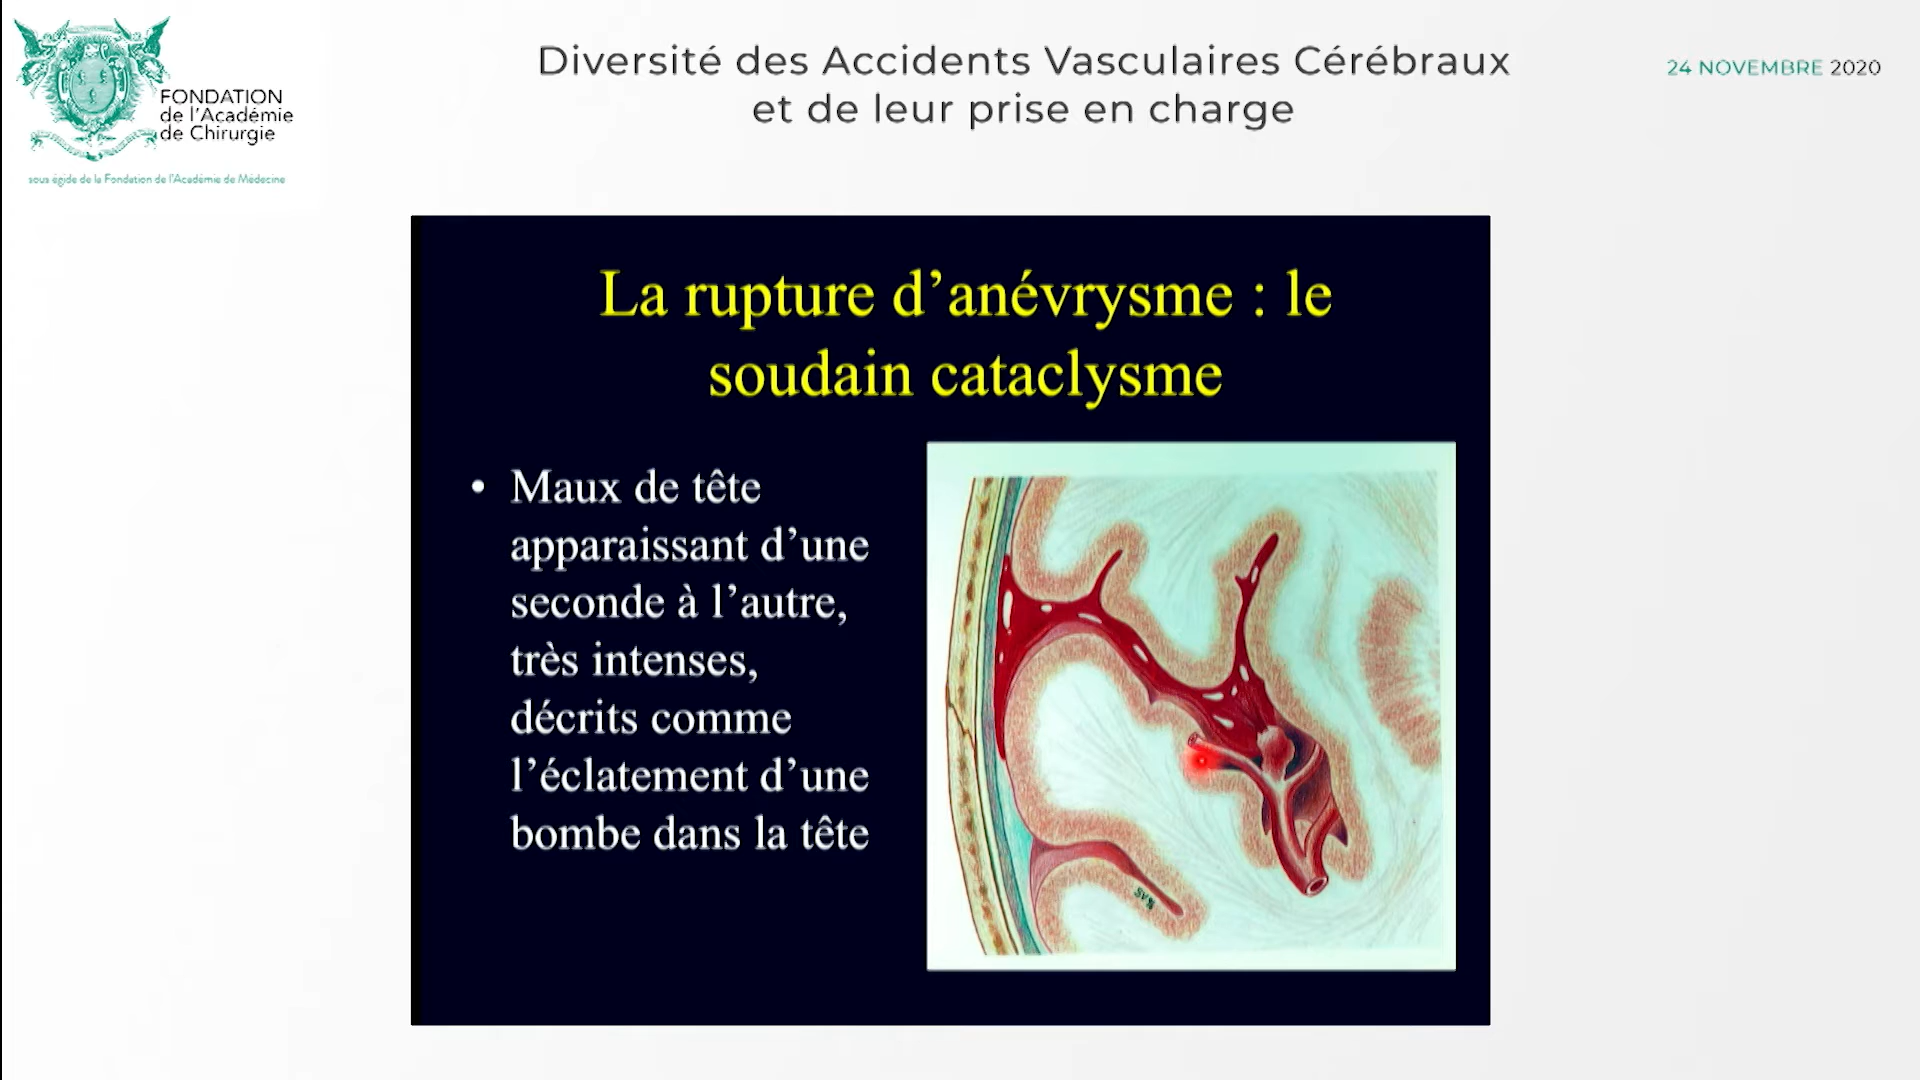 FONDATION
de l'Académie
de Chirurgie
sous égide de la Fondation de l'Académie de Médecine
Diversité des Accidents Vasculaires Cérébraux
et de leur prise en charge
24 NOVEMBRE 2020
La rupture d’anévrysme : le
soudain cataclysme
• Maux de tête
apparaissant d’une
seconde à l’autre,
très intenses,
décrits comme
l’éclatement d’une
bombe dans la tête